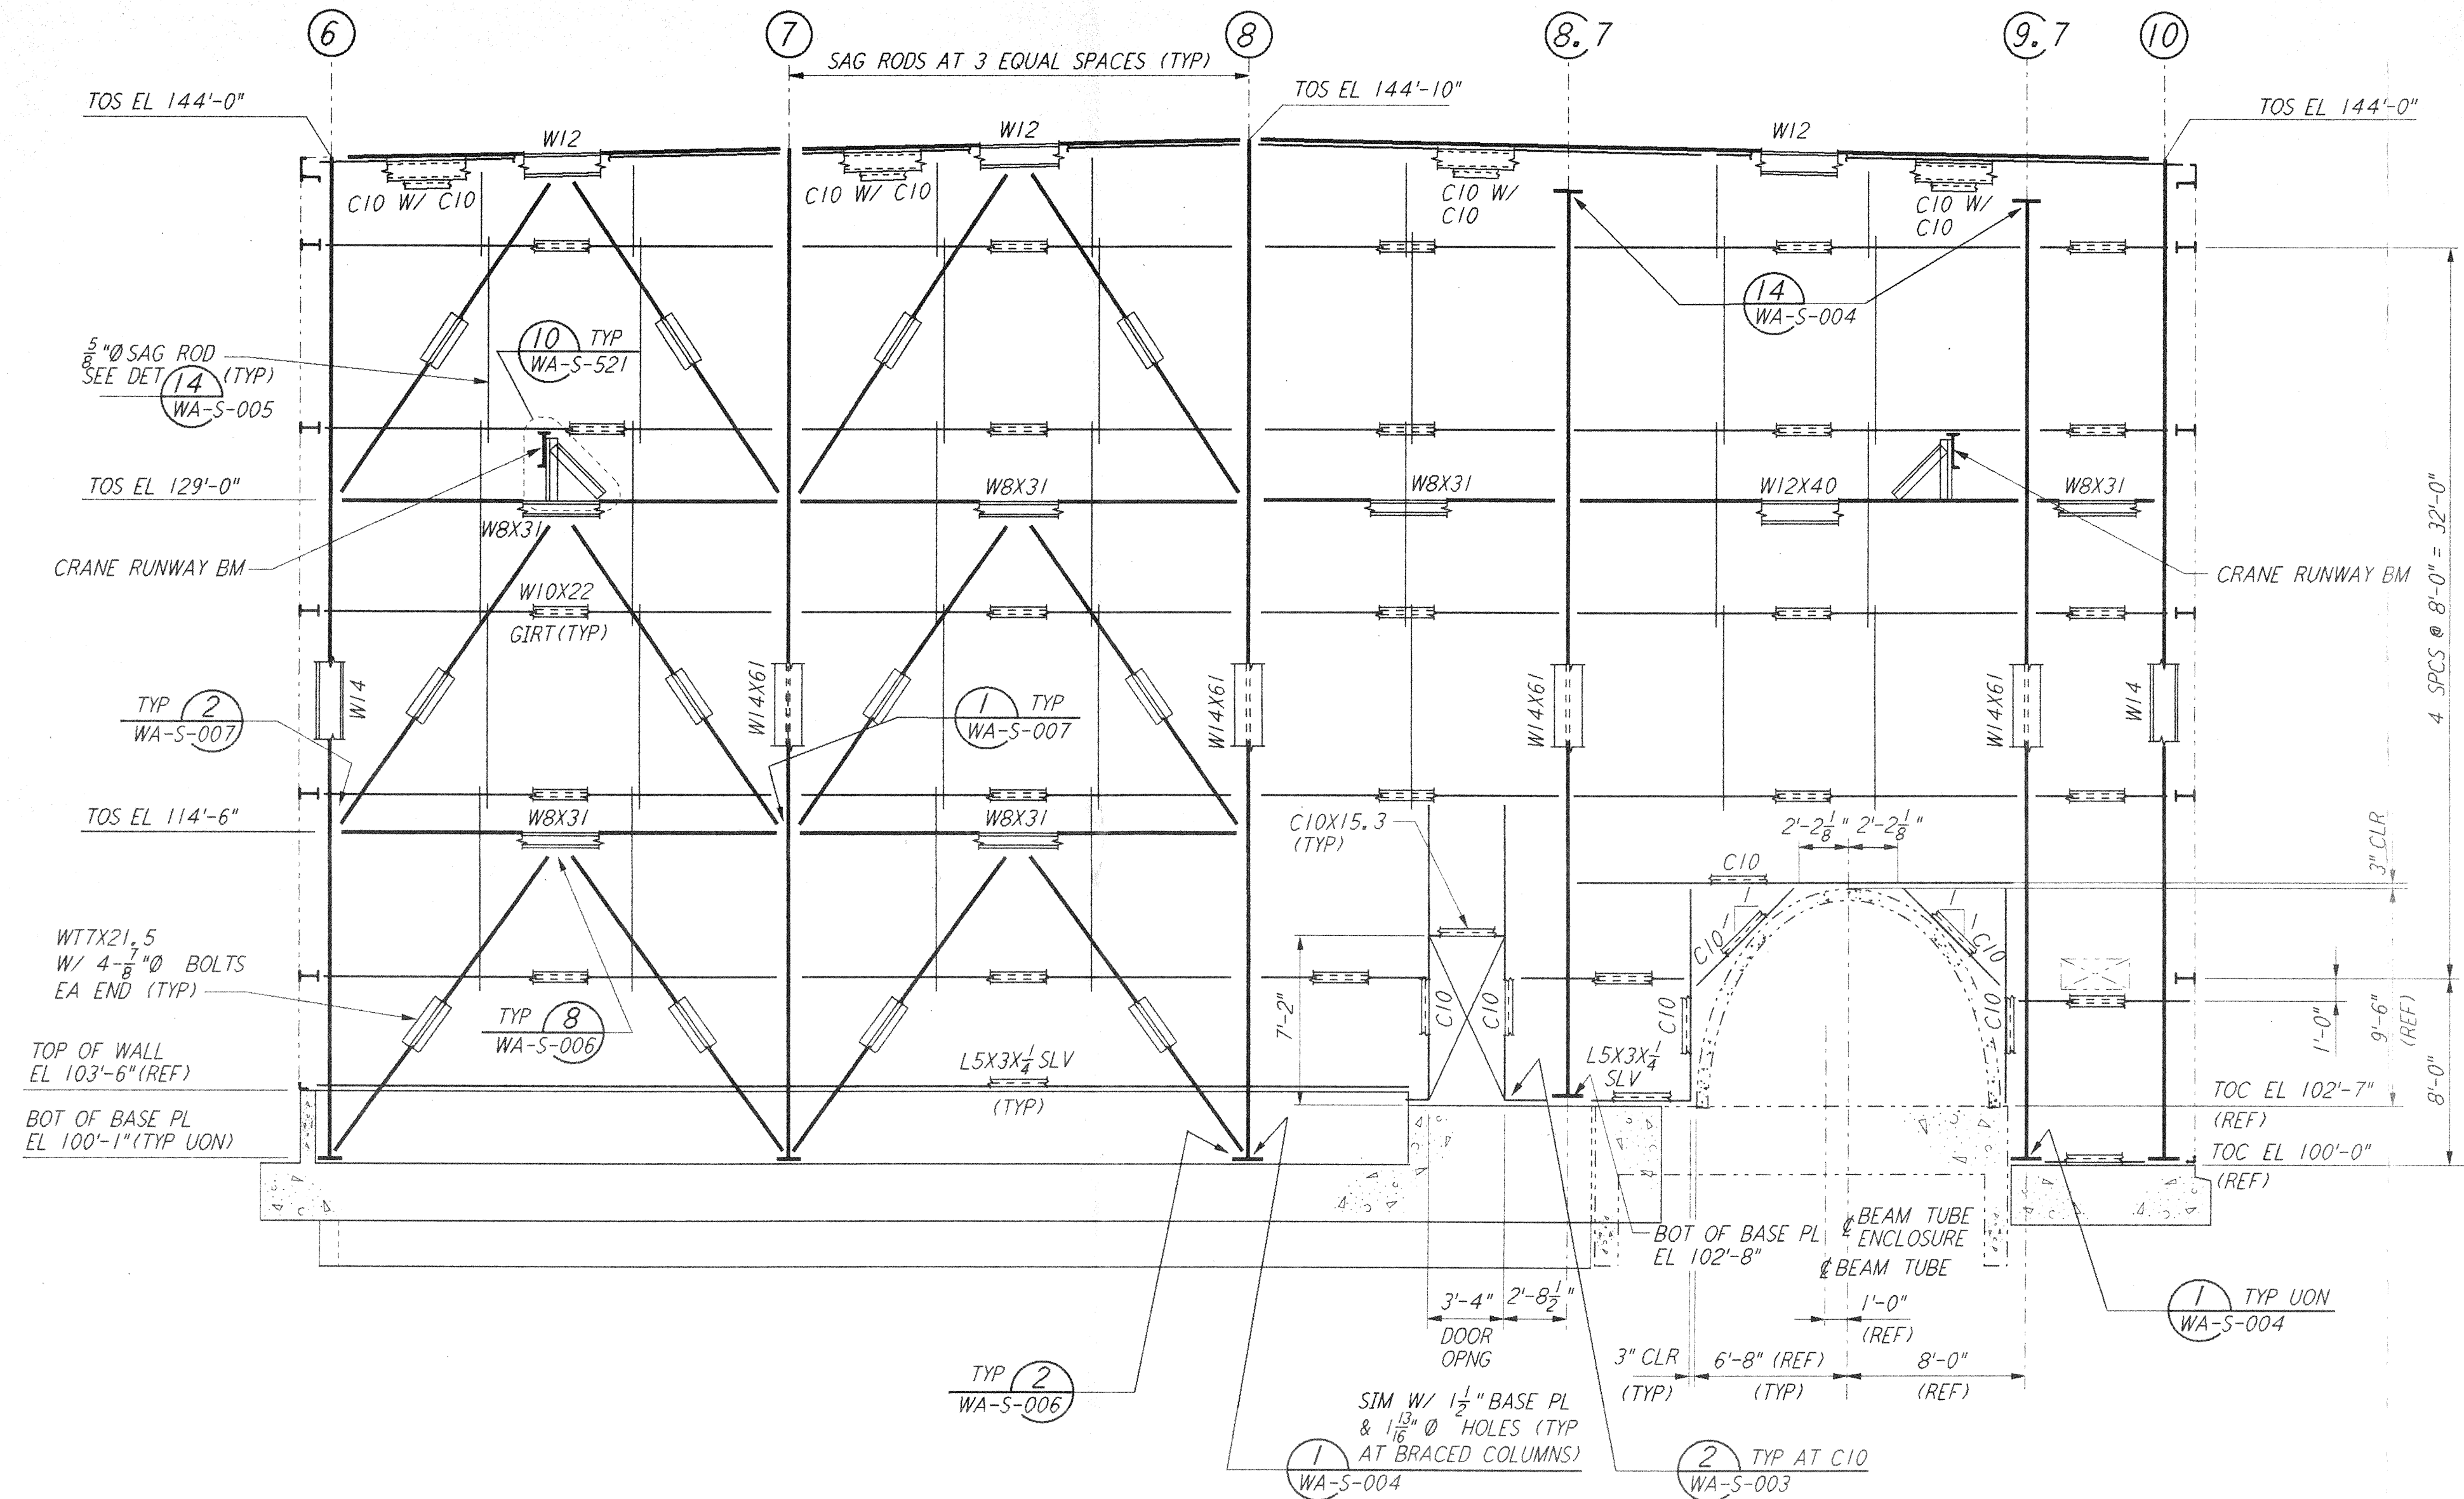 6
7
8
8.7
9.7
10
SAG RODS AT 3 EQUAL SPACES (TYP)
TOS EL 144'-0"
TOS EL 144'-10"
TOS EL 144'-0"
W12
W12
W12
C10 W/ C10
C10 W/ C10
C10 W/
C10
C10 W/
C10
14
WA-S-004
10 TYP
WA-S-521
5/8"Ø SAG ROD
SEE DET 14 (TYP)
WA-S-005
TOS EL 129'-0"
W8X31
W8X31
W8X31
W12X40
W8X31
CRANE RUNWAY BM
CRANE RUNWAY BM
4 SPCS @ 8'-0" = 32'-0"
W10X22
GIRT (TYP)
W14
W14X61
W14X61
W14X61
W14X61
W14
TYP 2
WA-S-007
1 TYP
WA-S-007
TOS EL 114'-6"
W8X31
W8X31
C10X15.3
(TYP)
2'-2 1/8" 2'-2 1/8"
3" CLR
C10
1
1
1
1
C10
C10
WT7X21.5
W/ 4-7/8"Ø BOLTS
EA END (TYP)
7'-2"
C10
C10
C10
C10
1'-0"
9'-6"
(REF)
8'-0"
TYP 8
WA-S-006
TOP OF WALL
EL 103'-6" (REF)
L5X3X1/4 SLV
(TYP)
L5X3X1/4
SLV
TOC EL 102'-7"
(REF)
BOT OF BASE PL
EL 100'-1" (TYP UON)
TOC EL 100'-0"
(REF)
BOT OF BASE PL
EL 102'-8"
℄ BEAM TUBE
ENCLOSURE
℄ BEAM TUBE
3'-4"
2'-8 1/2"
DOOR
OPNG
1'-0"
(REF)
1 TYP UON
WA-S-004
3" CLR
(TYP)
6'-8" (REF)
(TYP)
8'-0"
(REF)
TYP 2
WA-S-006
SIM W/ 1 1/2" BASE PL
& 1 13/16" Ø HOLES (TYP
1 AT BRACED COLUMNS)
WA-S-004
2 TYP AT C10
WA-S-003